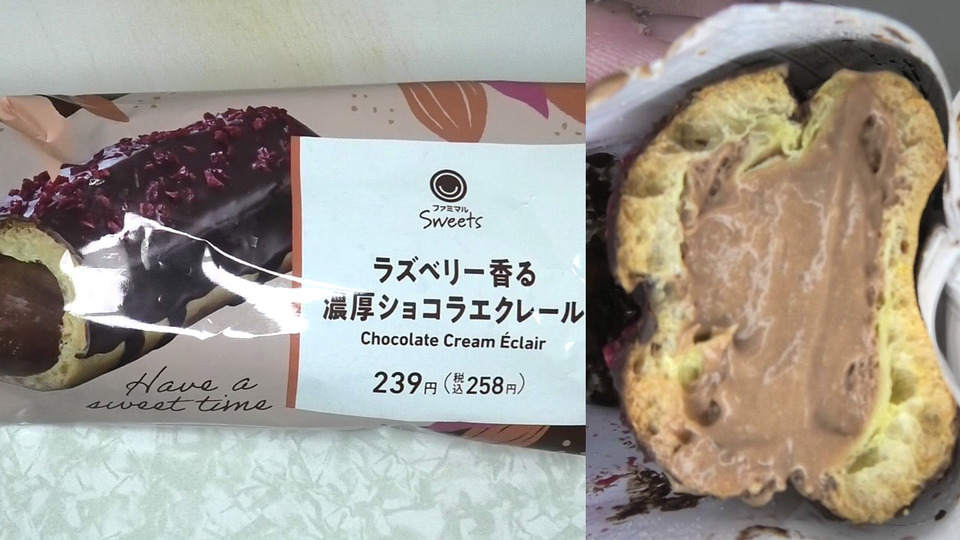 ファミマル
Sweets
ラズベリー香る
濃厚ショコラエクレール
Chocolate Cream Éclair
239円(税込258円)
Have a
sweet time